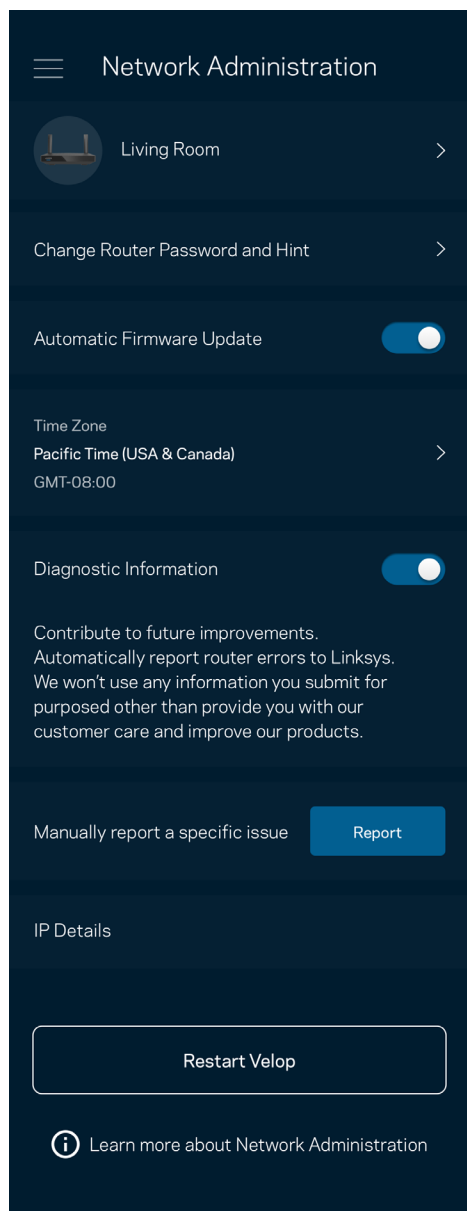 Network Administration
Living Room
Change Router Password and Hint
Automatic Firmware Update
Time Zone
Pacific Time (USA & Canada)
GMT-08:00
Diagnostic Information
Contribute to future improvements.
Automatically report router errors to Linksys.
We won't use any information you submit for
purposed other than provide you with our
customer care and improve our products.
Manually report a specific issue
Report
IP Details
Restart Velop
Learn more about Network Administration